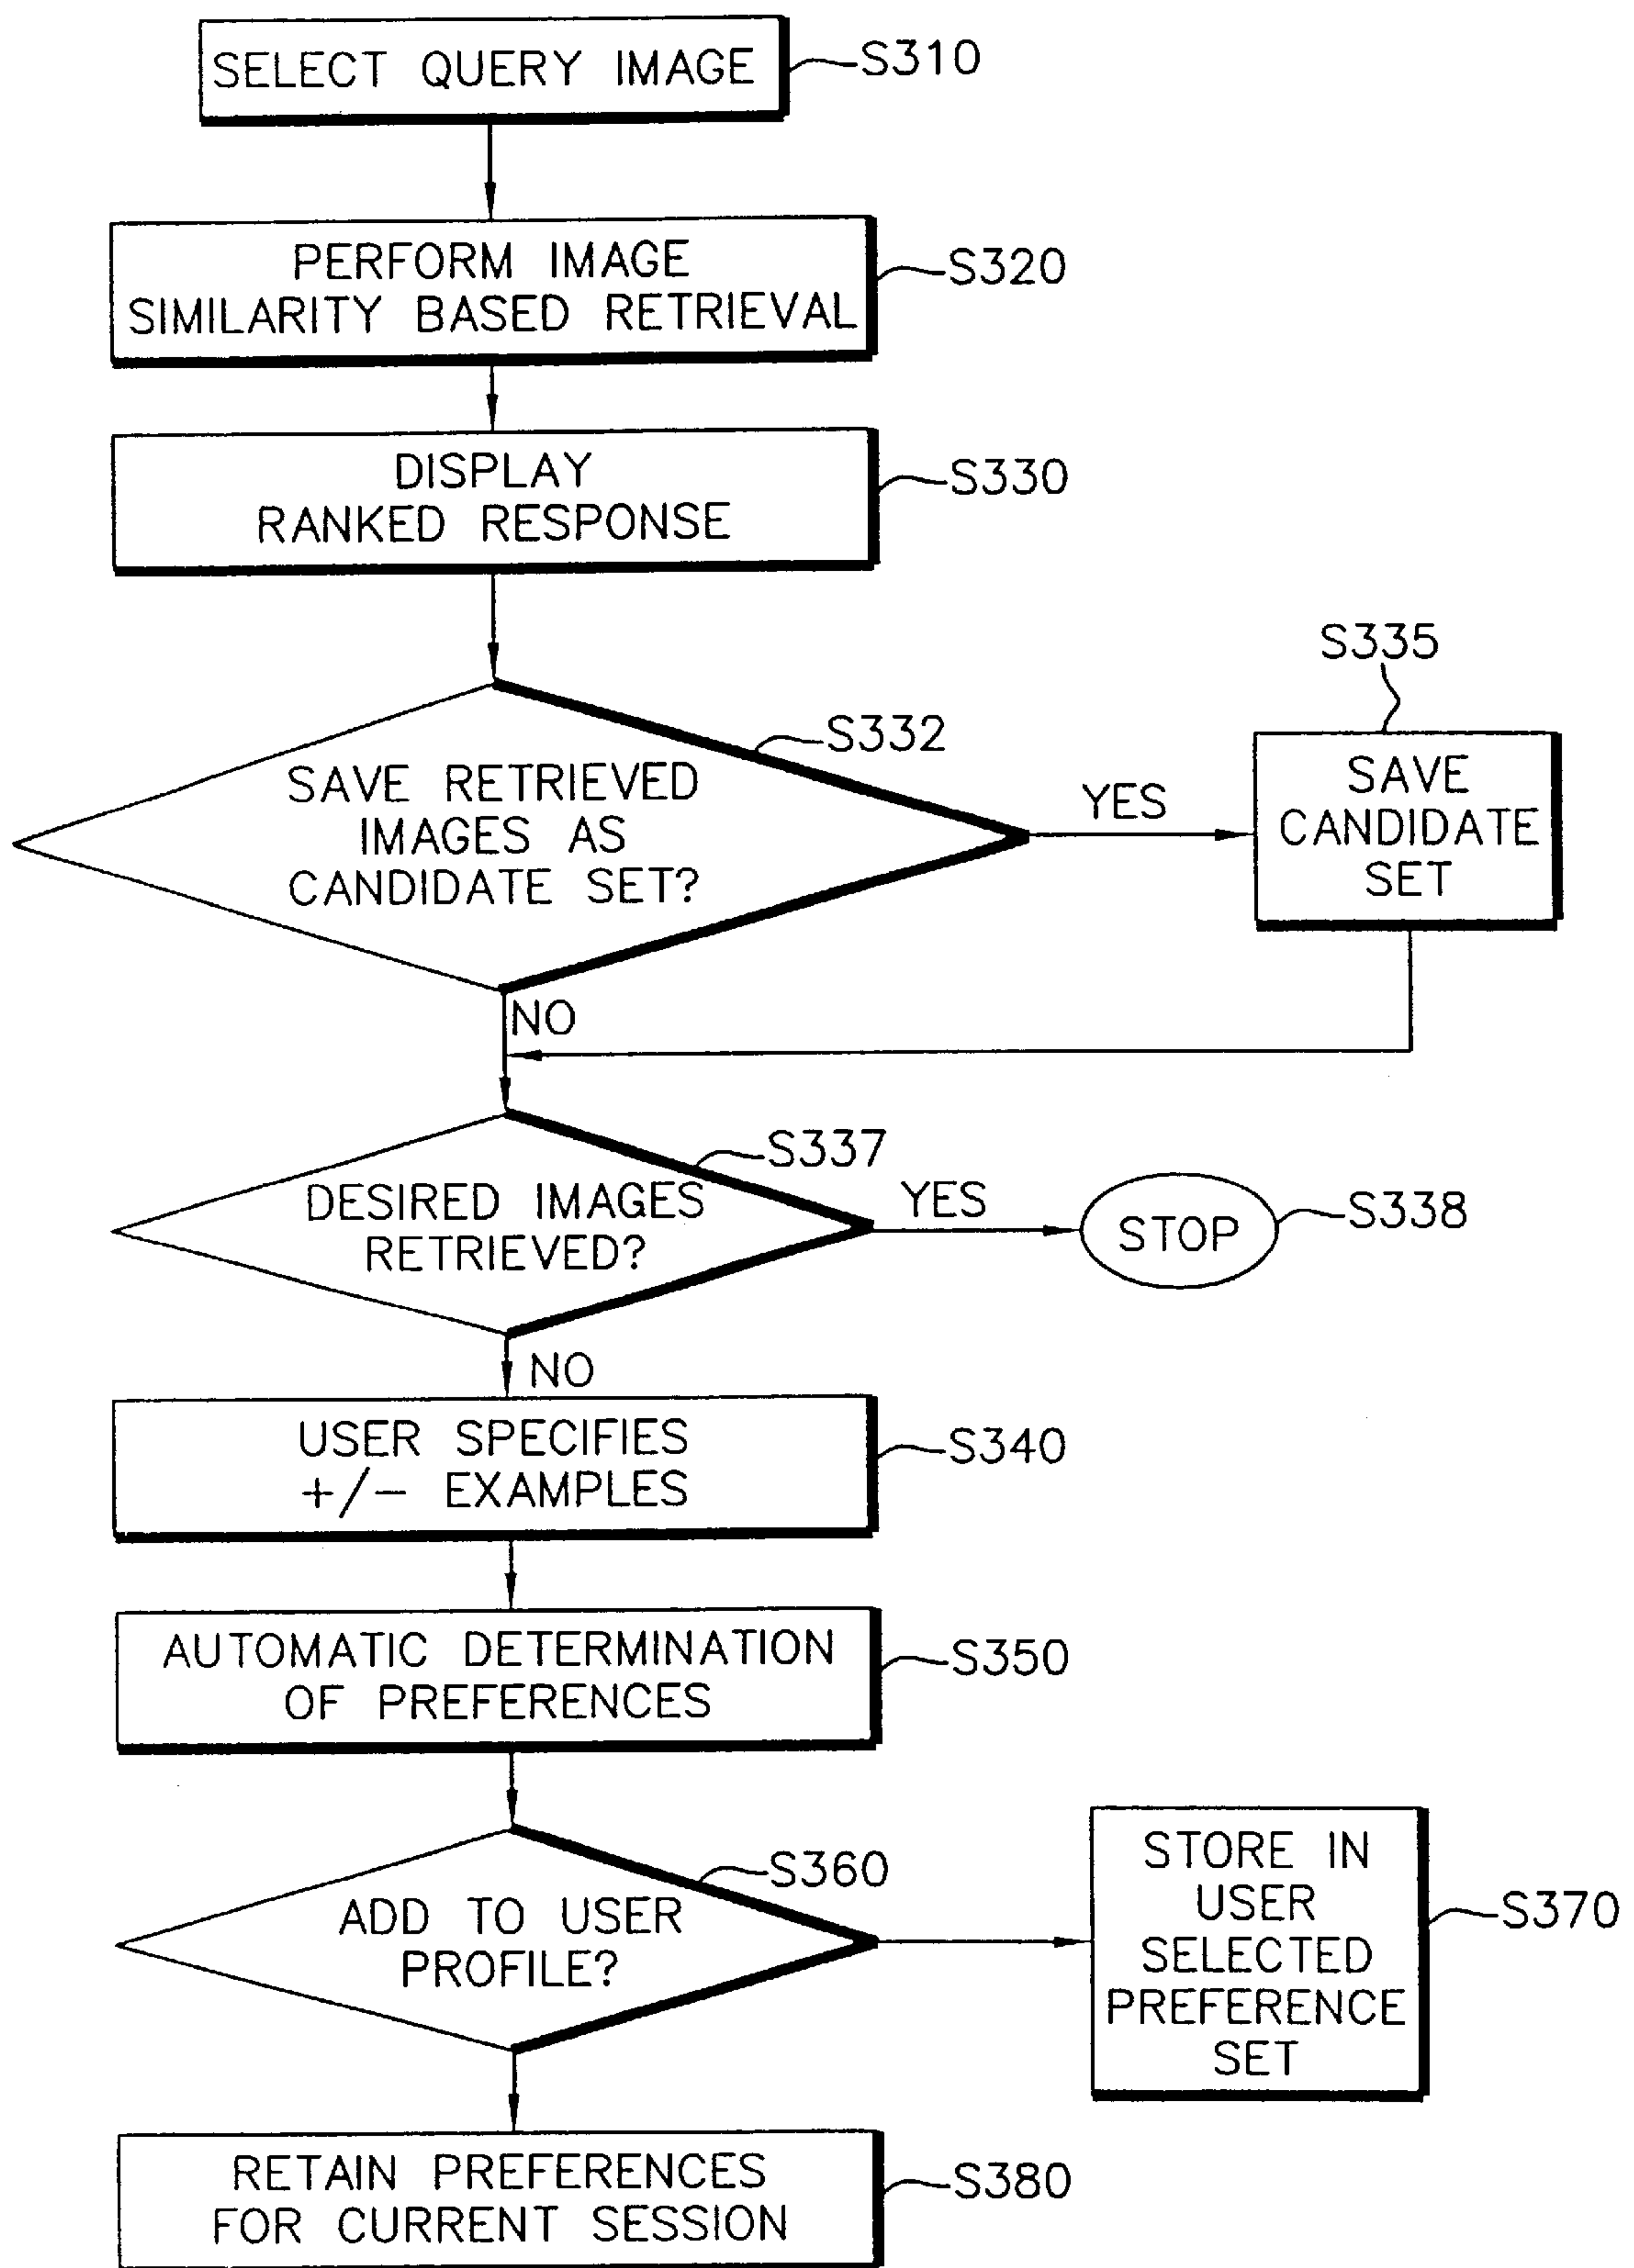 SELECT QUERY IMAGE
S310
PERFORM IMAGE
SIMILARITY BASED RETRIEVAL
S320
DISPLAY
RANKED RESPONSE
S330
S332
SAVE RETRIEVED
IMAGES AS
CANDIDATE SET?
YES
S335
SAVE
CANDIDATE
SET
NO
S337
DESIRED IMAGES
RETRIEVED?
YES
STOP
S338
NO
USER SPECIFIES
+/- EXAMPLES
S340
AUTOMATIC DETERMINATION
OF PREFERENCES
S350
S360
ADD TO USER
PROFILE?
STORE IN
USER
SELECTED
PREFERENCE
SET
S370
RETAIN PREFERENCES
FOR CURRENT SESSION
S380